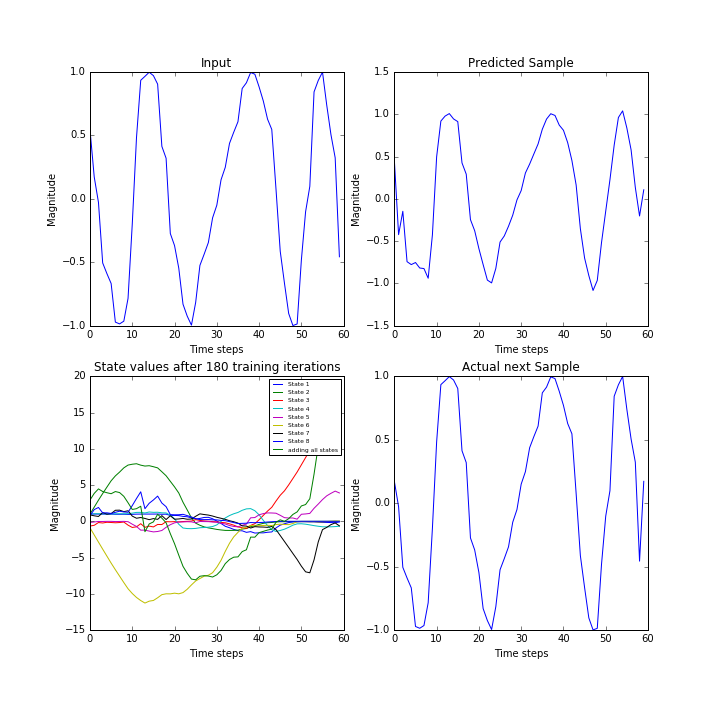 Input
1.0
0.5
0.0
−0.5
−1.0
0 10 20 30 40 50 60
Magnitude
Time steps
Predicted Sample
1.5
1.0
0.5
0.0
−0.5
−1.0
−1.5
0 10 20 30 40 50 60
Magnitude
Time steps
State values after 180 training iterations
20
15
10
5
0
−5
−10
−15
0 10 20 30 40 50 60
Magnitude
Time steps
State 1
State 2
State 3
State 4
State 5
State 6
State 7
State 8
adding all states
Actual next Sample
1.0
0.5
0.0
−0.5
−1.0
0 10 20 30 40 50 60
Magnitude
Time steps